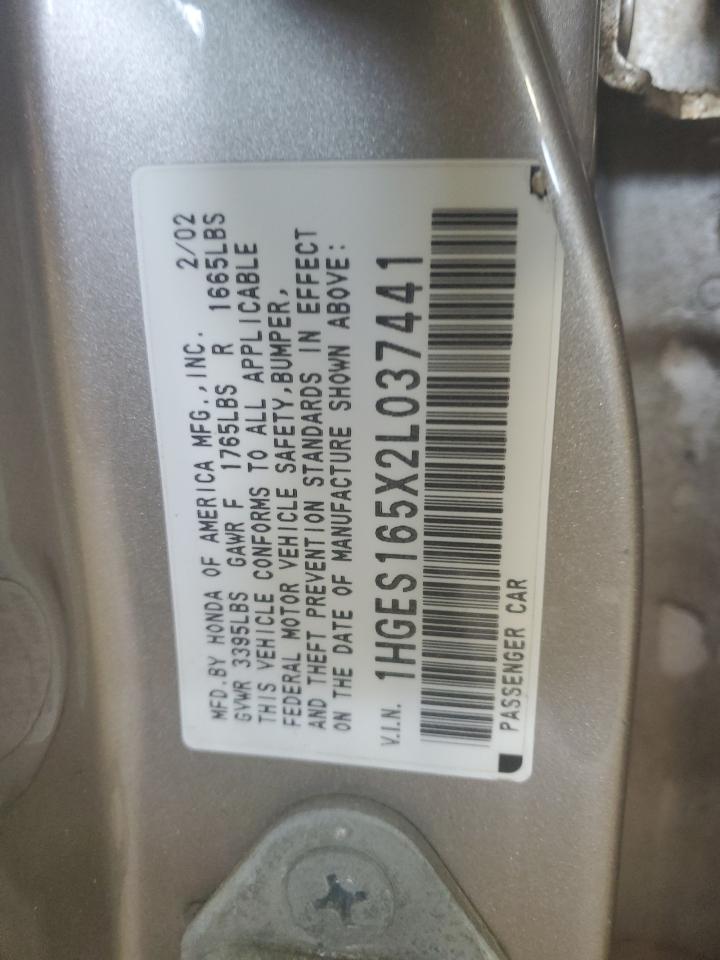 MFD.BY HONDA OF AMERICA MFG.,INC. 2/02
GVWR 3395LBS GAWR F 1765LBS R 1665LBS
THIS VEHICLE CONFORMS TO ALL APPLICABLE
FEDERAL MOTOR VEHICLE SAFETY,BUMPER,
AND THEFT PREVENTION STANDARDS IN EFFECT
ON THE DATE OF MANUFACTURE SHOWN ABOVE:
V.I.N. 1HGES165X2L037441
PASSENGER CAR